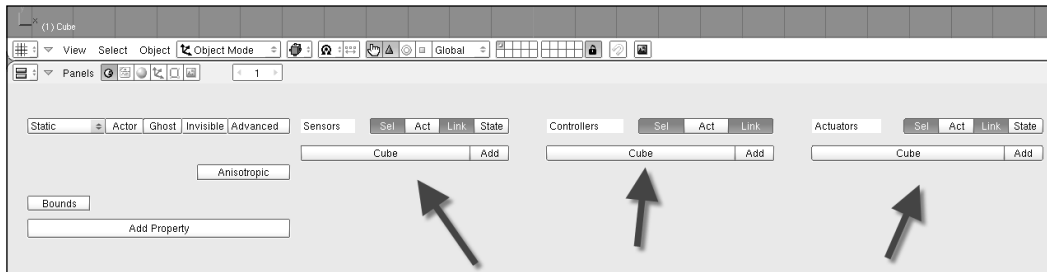 x
(1) Cube
View Select Object Object Mode Global
Panels 1
Static Actor Ghost Invisible Advanced Sensors Sel Act Link State Controllers Sel Act Link Actuators Sel Act Link State
Cube Add Cube Add Cube Add
Anisotropic
Bounds
Add Property